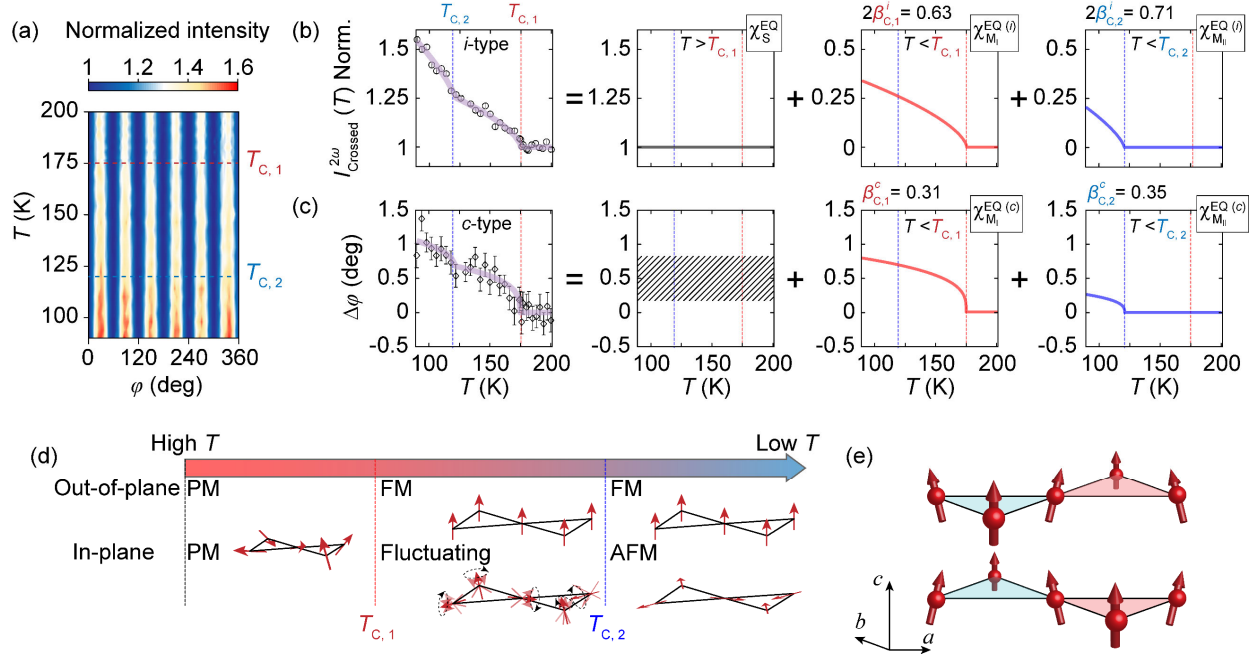 (a)
Normalized intensity
1 1.2 1.4 1.6
T (K)
200
175
150
125
100
T_C, 1
T_C, 2
0 120 240 360
φ (deg)
(b)
T_C, 2 T_C, 1
I^2ω_Crossed (T) Norm.
1.5
1.25
1
i-type
=
χ_S^EQ
T > T_C, 1
1.5
1.25
1
+
2β^i_C,1 = 0.63
χ_M_I^EQ (i)
T < T_C, 1
0.5
0.25
0
+
2β^i_C,2 = 0.71
χ_M_II^EQ (i)
T < T_C, 2
0.5
0.25
0
(c)
Δφ (deg)
1.5
1
0.5
0
-0.5
c-type
100 150 200
T (K)
=
1.5
1
0.5
0
-0.5
100 150 200
T (K)
+
β^c_C,1 = 0.31
χ_M_I^EQ (c)
T < T_C, 1
1.5
1
0.5
0
-0.5
100 150 200
T (K)
+
β^c_C,2 = 0.35
χ_M_II^EQ (c)
T < T_C, 2
1.5
1
0.5
0
-0.5
100 150 200
T (K)
(d)
High T Low T
Out-of-plane PM FM FM
In-plane PM Fluctuating AFM
T_C, 1 T_C, 2
(e)
c
b
a